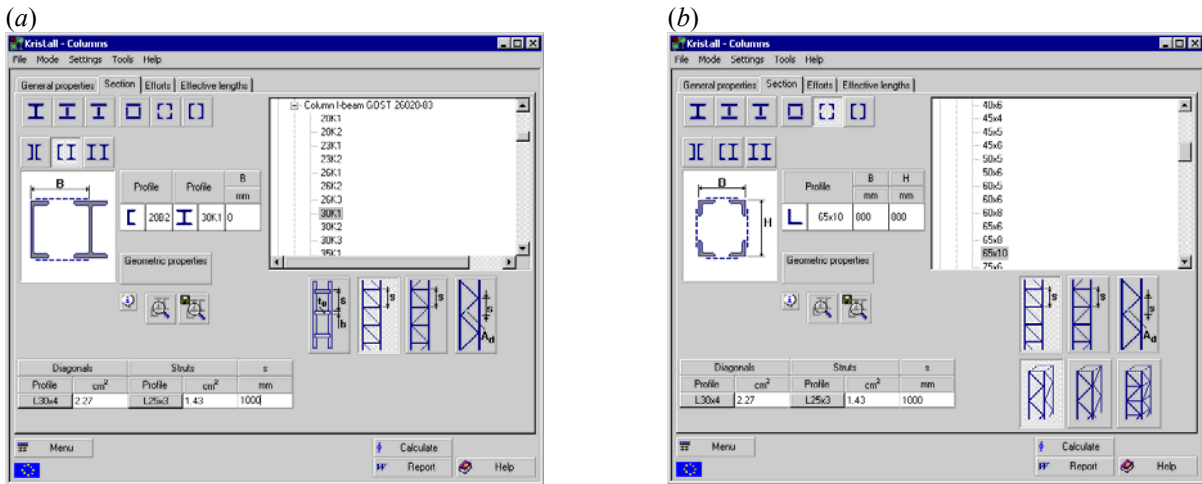 (a)
Kristall - Columns
File Mode Settings Tools Help
General properties Section Efforts Effective lengths
Column I-beam GOST 26020-83
20K1
20K2
23K1
23K2
26K1
26K2
26K3
30K1
30K2
30K3
35K1
B
Profile Profile B
mm
20B2 30K1 0
Geometric properties
t₀ s b
s
s
s A_d
Diagonals Struts s
Profile cm² Profile cm² mm
L30x4 2.27 L25x3 1.43 1000
Menu
Calculate
Report
Help
(b)
Kristall - Columns
File Mode Settings Tools Help
General properties Section Efforts Effective lengths
40x6
45x4
45x5
45x6
50x5
50x6
60x5
60x6
60x8
65x6
65x8
65x10
75x6
B
H
Profile B H
mm mm
65x10 800 800
Geometric properties
s
s
s A_d
Diagonals Struts s
Profile cm² Profile cm² mm
L30x4 2.27 L25x3 1.43 1000
Menu
Calculate
Report
Help